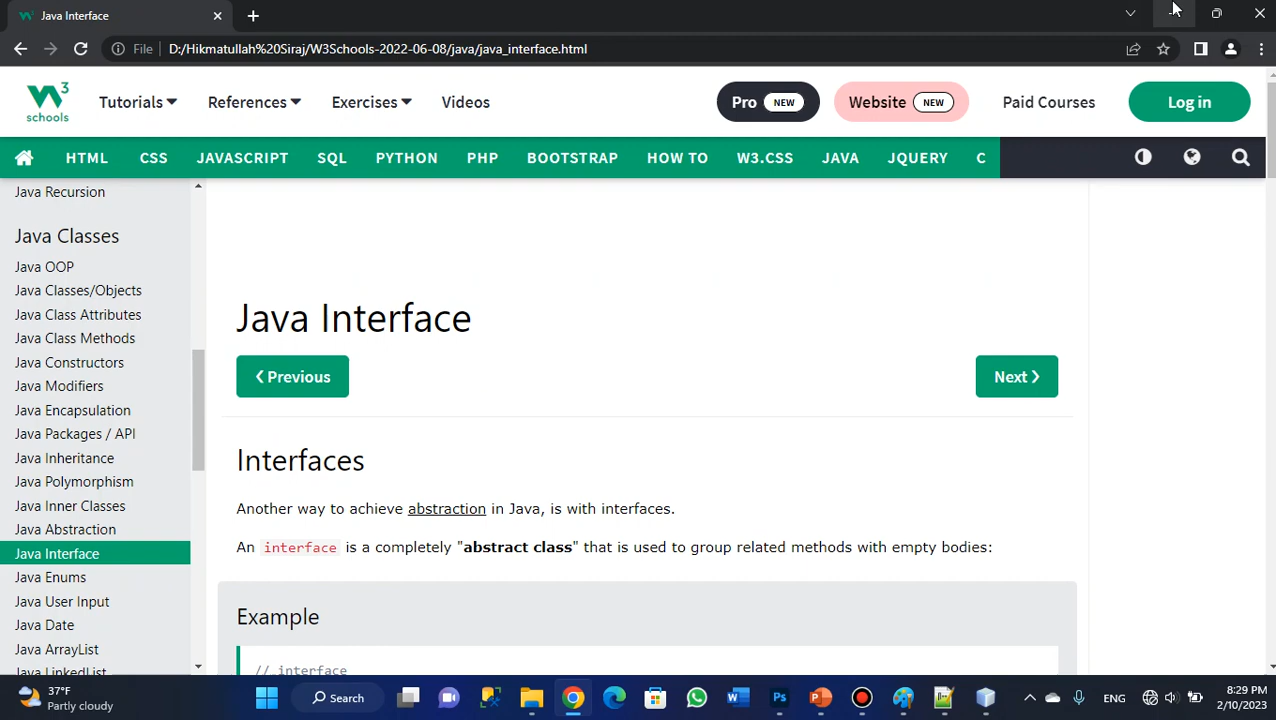 Java Interface
File D:/Hikmatullah%20Siraj/W3Schools-2022-06-08/java/java_interface.html
3
schools
Tutorials
References
Exercises
Videos
Pro NEW
Website NEW
Paid Courses
Log in
HTML CSS JAVASCRIPT SQL PYTHON PHP BOOTSTRAP HOW TO W3.CSS JAVA JQUERY C
Java Recursion
Java Classes
Java OOP
Java Classes/Objects
Java Class Attributes
Java Class Methods
Java Constructors
Java Modifiers
Java Encapsulation
Java Packages / API
Java Inheritance
Java Polymorphism
Java Inner Classes
Java Abstraction
Java Interface
Java Enums
Java User Input
Java Date
Java ArrayList
Java LinkedList
Java Interface
❮ Previous
Next ❯
Interfaces
Another way to achieve abstraction in Java, is with interfaces.
An interface is a completely "abstract class" that is used to group related methods with empty bodies:
Example
// interface
37°F
Partly cloudy
Search
ENG
8:29 PM
2/10/2023